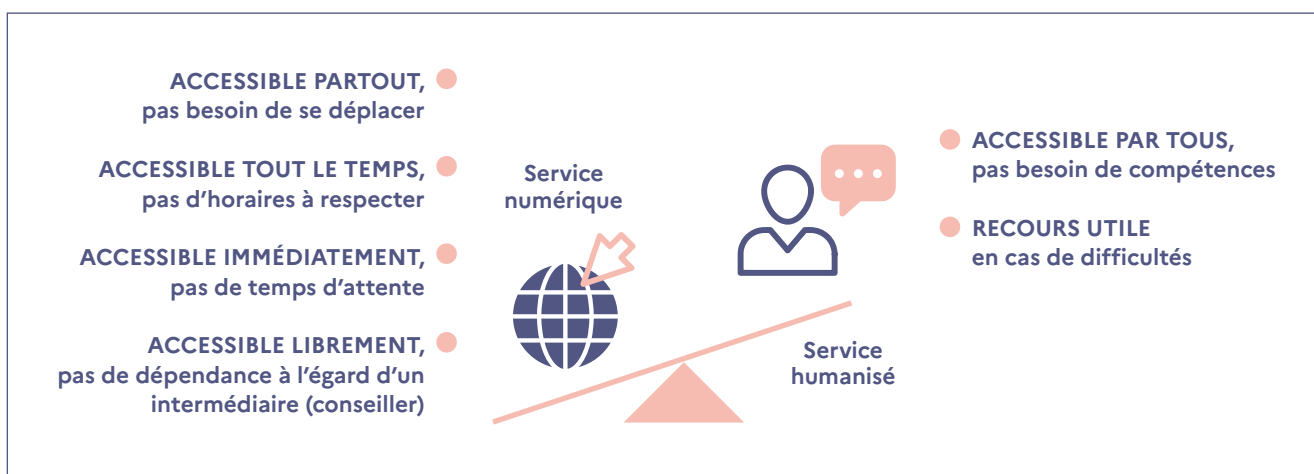 ACCESSIBLE PARTOUT,
pas besoin de se déplacer
ACCESSIBLE TOUT LE TEMPS,
pas d’horaires à respecter
ACCESSIBLE IMMÉDIATEMENT,
pas de temps d’attente
ACCESSIBLE LIBREMENT,
pas de dépendance à l’égard d’un
intermédiaire (conseiller)
Service
numérique
Service
humanisé
ACCESSIBLE PAR TOUS,
pas besoin de compétences
RECOURS UTILE
en cas de difficultés